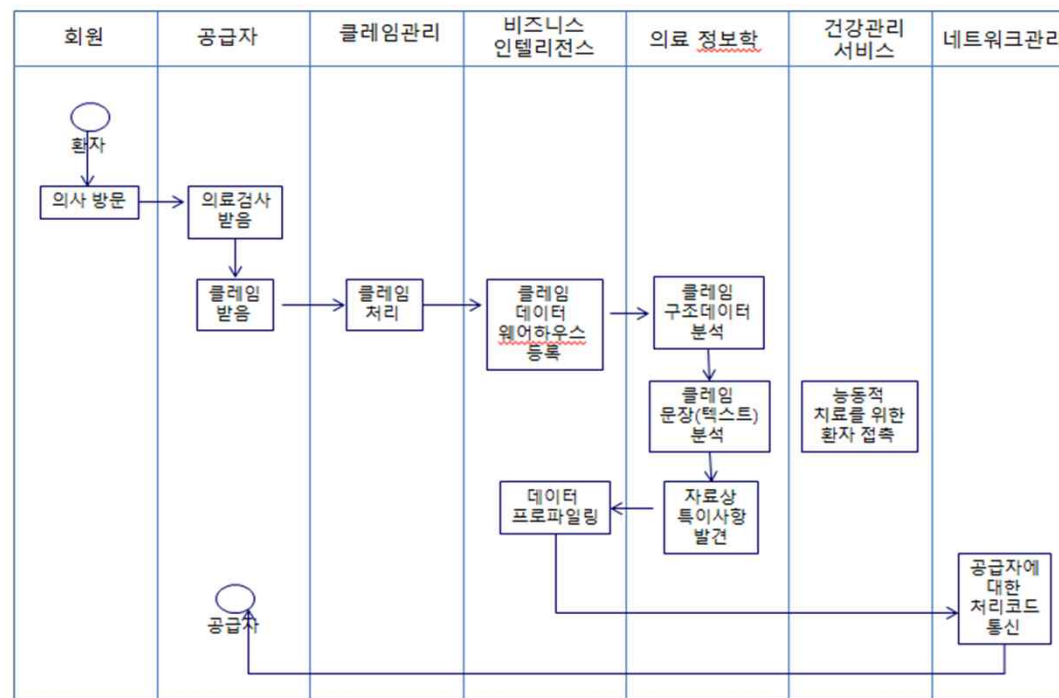 회원
공급자
클레임관리
비즈니스
인텔리전스
의료 정보학
건강관리
서비스
네트워크관리
환자
의사 방문
의료검사
받음
클레임
받음
클레임
처리
클레임
데이터
웨어하우스
등록
클레임
구조데이터
분석
클레임
문장(텍스트)
분석
능동적
치료를 위한
환자 접촉
데이터
프로파일링
자료상
특이사항
발견
공급자에
대한
처리코드
통신
공급자